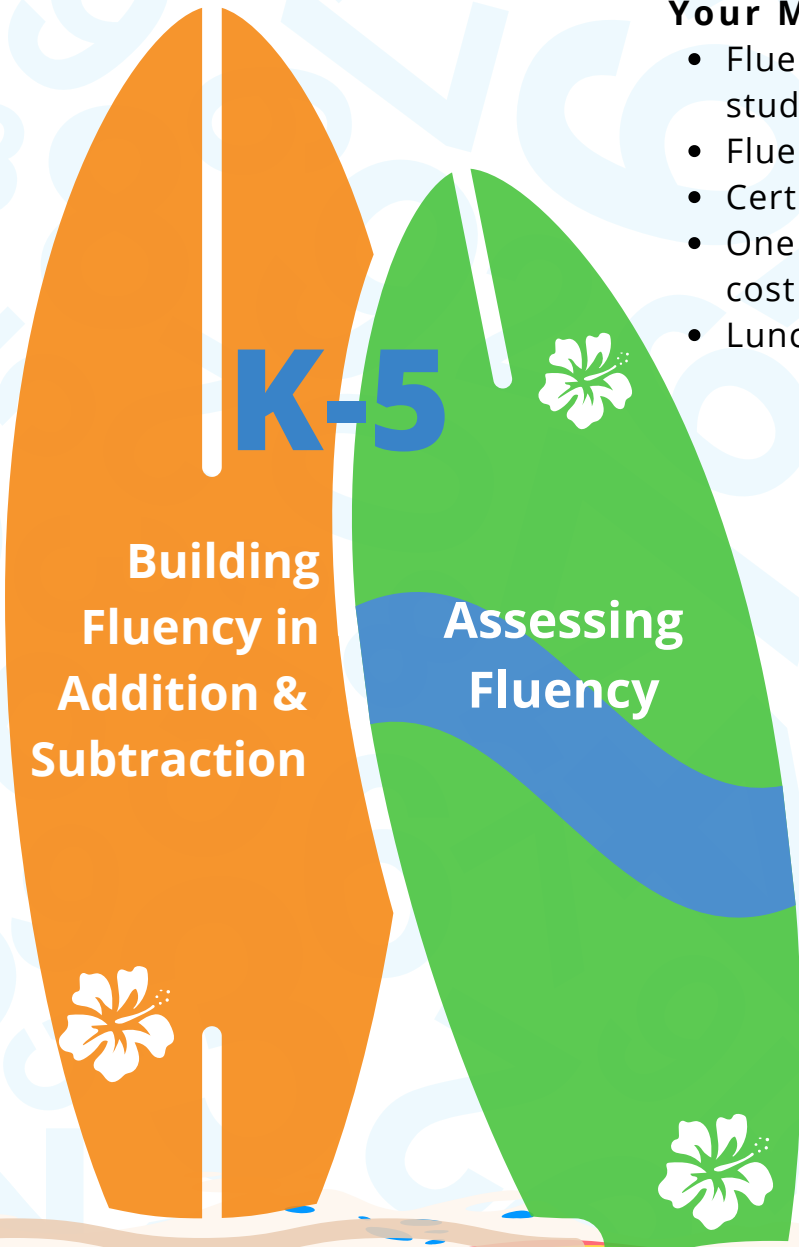 Your M
• Flue
stud
• Flue
• Cert
• One
cost
• Lunc
K-5
Building
Fluency in
Addition &
Subtraction
Assessing
Fluency